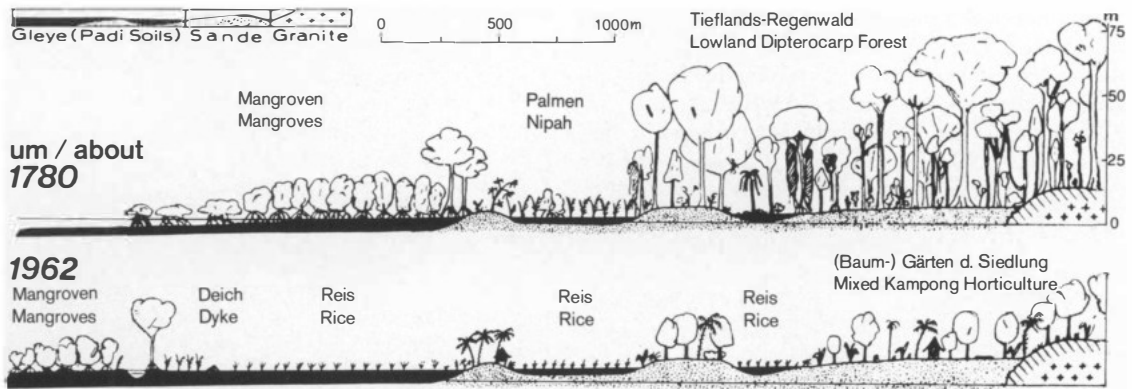 Gleye (Padi Soils) Sande Granite
0 500 1000m
Tieflands-Regenwald
Lowland Dipterocarp Forest
m
75
50
25
0
Mangroven
Mangroves
Palmen
Nipah
um / about
1780
1962
Mangroven
Mangroves
Deich
Dyke
Reis
Rice
Reis
Rice
Reis
Rice
(Baum-) Gärten d. Siedlung
Mixed Kampong Horticulture